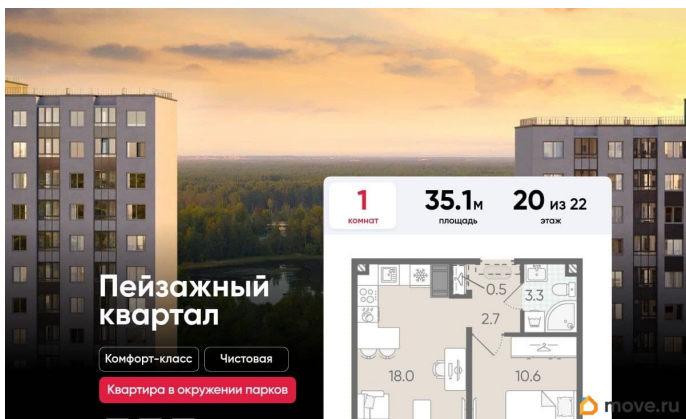 1
комнат
35.1м
площадь
20 из 22
этаж
Пейзажный
квартал
Комфорт-класс
Чистовая
Квартира в окружении парков
0.5
3.3
2.7
18.0
10.6
move.ru